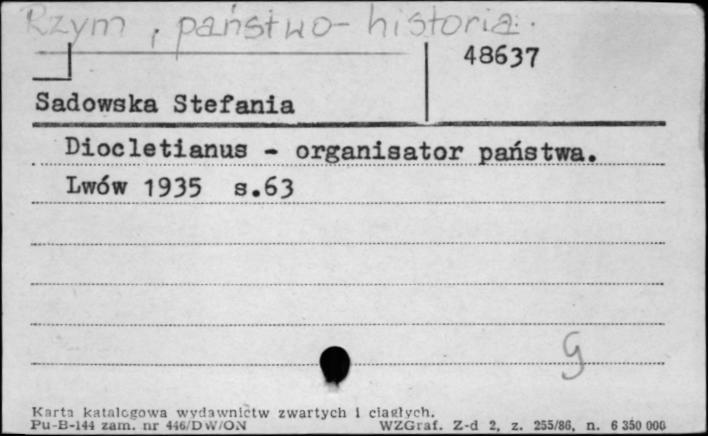 Rzym, państwo - historia.
48637
Sadowska Stefania
Diocletianus - organisator państwa.
Lwów 1935 s.63
g
Karta katalogowa wydawnictw zwartych i ciągłych.
Pu-B-144 zam. nr 446/DW/ON WZGraf. Z-d 2, z. 255/86, n. 6 350 000